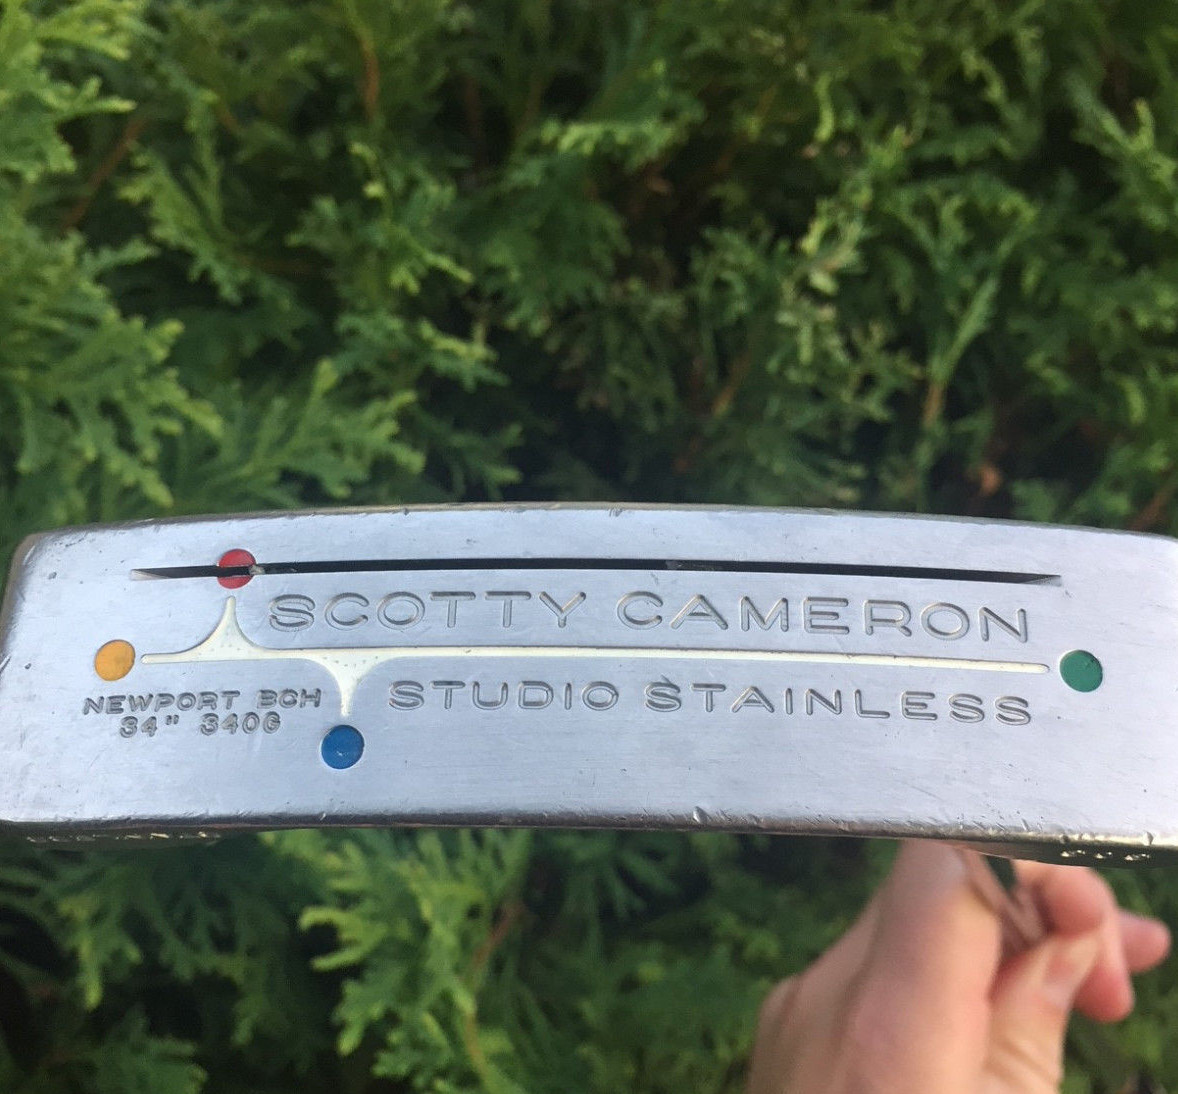 SCOTTY CAMERON
STUDIO STAINLESS
NEWPORT BCH
34" 340G